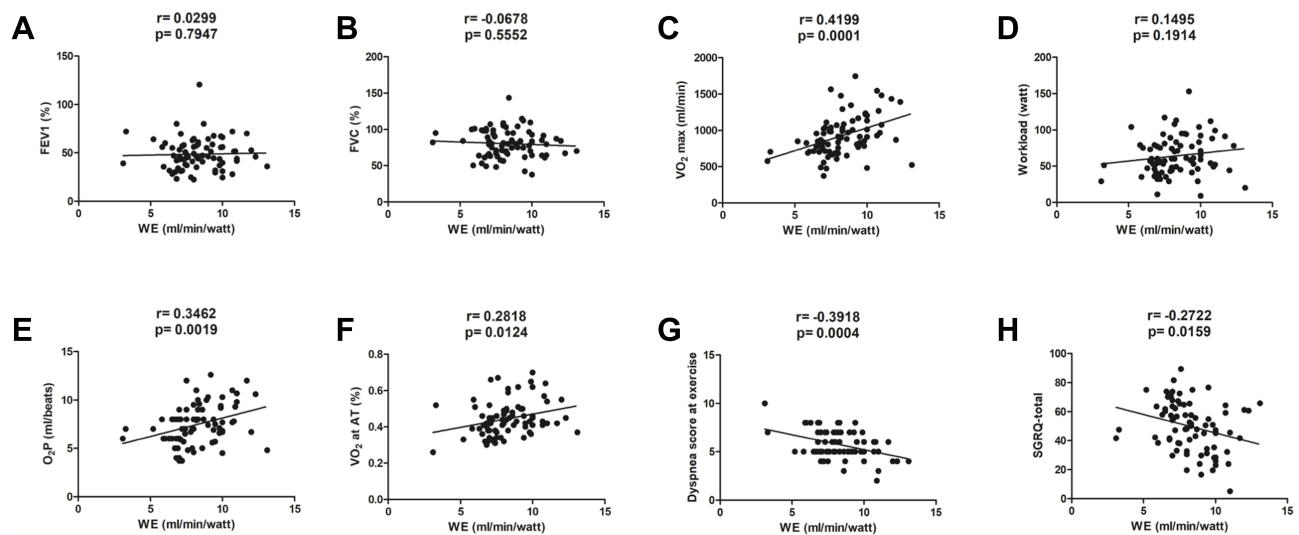 A
r= 0.0299
p= 0.7947
FEV1 (%)
150
100
50
0
0
5
10
15
WE (ml/min/watt)
B
r= -0.0678
p= 0.5552
FVC (%)
200
150
100
50
0
0
5
10
15
WE (ml/min/watt)
C
r= 0.4199
p= 0.0001
VO2 max (ml/min)
2000
1500
1000
500
0
0
5
10
15
WE (ml/min/watt)
D
r= 0.1495
p= 0.1914
Workload (watt)
200
150
100
50
0
0
5
10
15
WE (ml/min/watt)
E
r= 0.3462
p= 0.0019
O2P (ml/beats)
15
10
5
0
0
5
10
15
WE (ml/min/watt)
F
r= 0.2818
p= 0.0124
VO2 at AT (%)
0.8
0.6
0.4
0.2
0.0
0
5
10
15
WE (ml/min/watt)
G
r= -0.3918
p= 0.0004
Dyspnea score at exercise
15
10
5
0
0
5
10
15
WE (ml/min/watt)
H
r= -0.2722
p= 0.0159
SGRQ-total
100
80
60
40
20
0
0
5
10
15
WE (ml/min/watt)